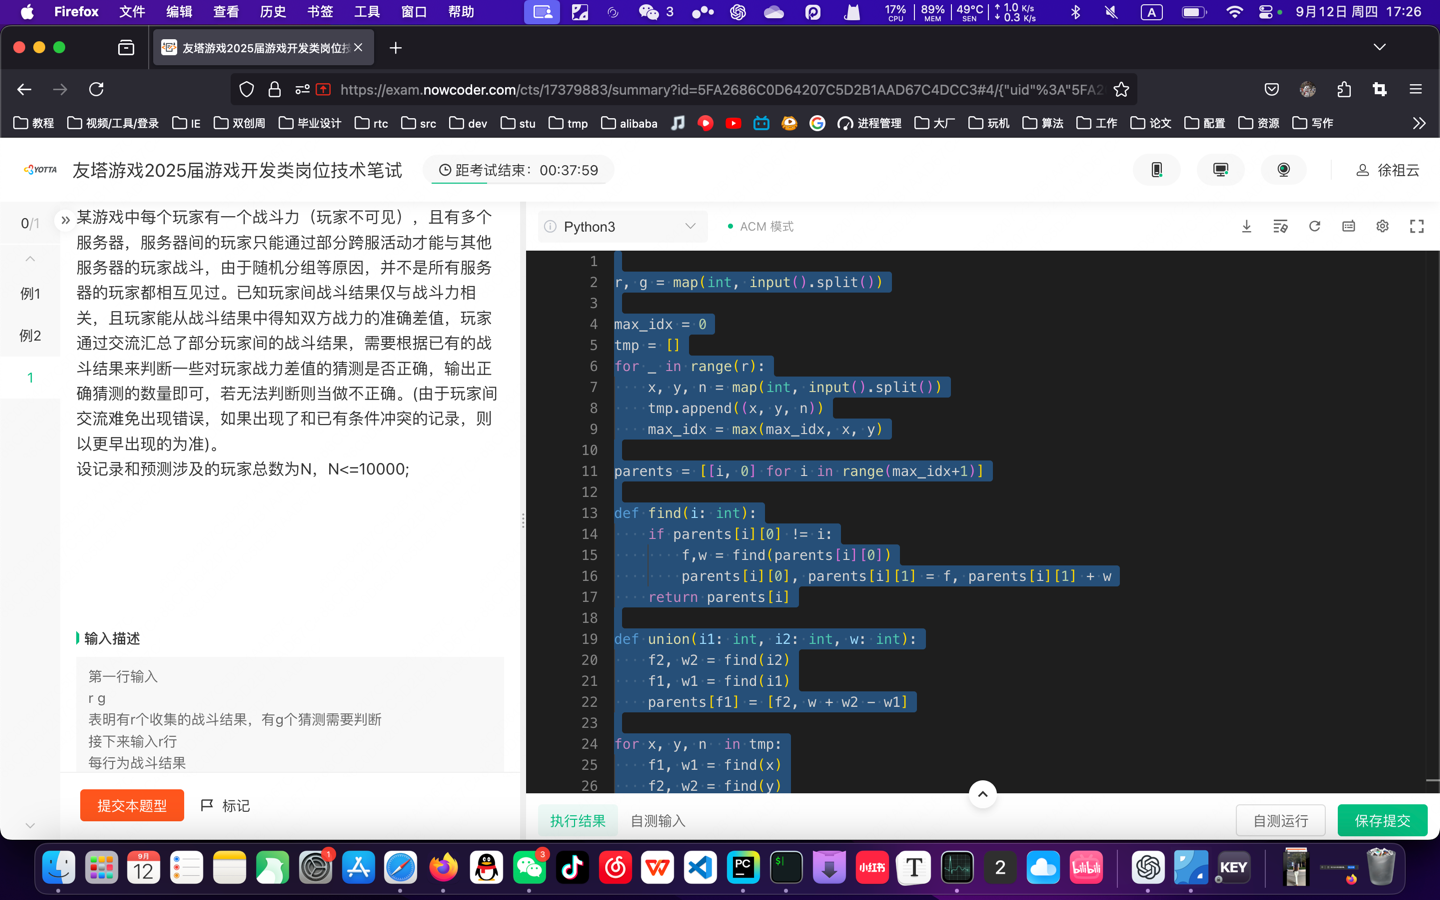 Firefox 文件 编辑 查看 历史 书签 工具 窗口 帮助 3 17% CPU 89% MEM 49°C SEN ↑ 1.0 K/s ↓ 0.3 K/s A 9月12日 周四 17:26
友塔游戏2025届游戏开发类岗位技
https://exam.nowcoder.com/cts/17379883/summary?id=5FA2686C0D64207C5D2B1AAD67C4DCC3#4/{"uid"%3A"5FA2
教程 视频/工具/登录 IE 双创周 毕业设计 rtc src dev stu tmp alibaba 进程管理 大厂 玩机 算法 工作 论文 配置 资源 写作
YOTTA 友塔游戏2025届游戏开发类岗位技术笔试 距考试结束：00:37:59 徐祖云
0/1
例1
例2
1
某游戏中每个玩家有一个战斗力（玩家不可见），且有多个
服务器，服务器间的玩家只能通过部分跨服活动才能与其他
服务器的玩家战斗，由于随机分组等原因，并不是所有服务
器的玩家都相互见过。已知玩家间战斗结果仅与战斗力相
关，且玩家能从战斗结果中得知双方战力的准确差值，玩家
通过交流汇总了部分玩家间的战斗结果，需要根据已有的战
斗结果来判断一些对玩家战力差值的猜测是否正确，输出正
确猜测的数量即可，若无法判断则当做不正确。(由于玩家间
交流难免出现错误，如果出现了和已有条件冲突的记录，则
以更早出现的为准)。
设记录和预测涉及的玩家总数为N，N<=10000;
输入描述
第一行输入
r g
表明有r个收集的战斗结果，有g个猜测需要判断
接下来输入r行
每行为战斗结果
提交本题型 标记
Python3 ACM 模式
1
2 r, g = map(int, input().split())
3
4 max_idx = 0
5 tmp = []
6 for _ in range(r):
7     x, y, n = map(int, input().split())
8     tmp.append((x, y, n))
9     max_idx = max(max_idx, x, y)
10
11 parents = [[i, 0] for i in range(max_idx+1)]
12
13 def find(i: int):
14     if parents[i][0] != i:
15         f,w = find(parents[i][0])
16         parents[i][0], parents[i][1] = f, parents[i][1] + w
17     return parents[i]
18
19 def union(i1: int, i2: int, w: int):
20     f2, w2 = find(i2)
21     f1, w1 = find(i1)
22     parents[f1] = [f2, w + w2 - w1]
23
24 for x, y, n  in tmp:
25     f1, w1 = find(x)
26     f2, w2 = find(y)
执行结果 自测输入 自测运行 保存提交
9月 12 1 3 PC $ 小红书 T 2 bilibili KEY